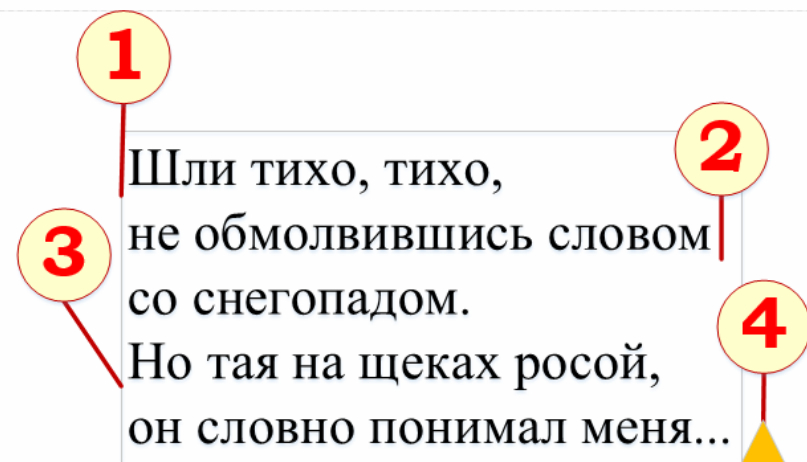 1
2
Шли тихо, тихо,
не обмолвившись словом
3
со снегопадом.
4
Но тая на щеках росой,
он словно понимал меня...